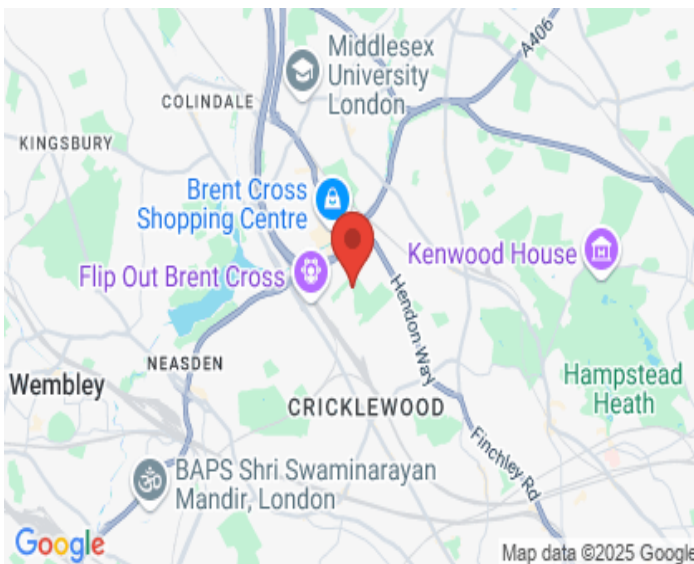 Middlesex
University
London
A406
COLINDALE
KINGSBURY
Brent Cross
Shopping Centre
Kenwood House
Flip Out Brent Cross
Hendon Way
NEASDEN
Wembley
Hampstead
Heath
CRICKLEWOOD
Finchley Rd
BAPS Shri Swaminarayan
Mandir, London
Google
Map data ©2025 Google